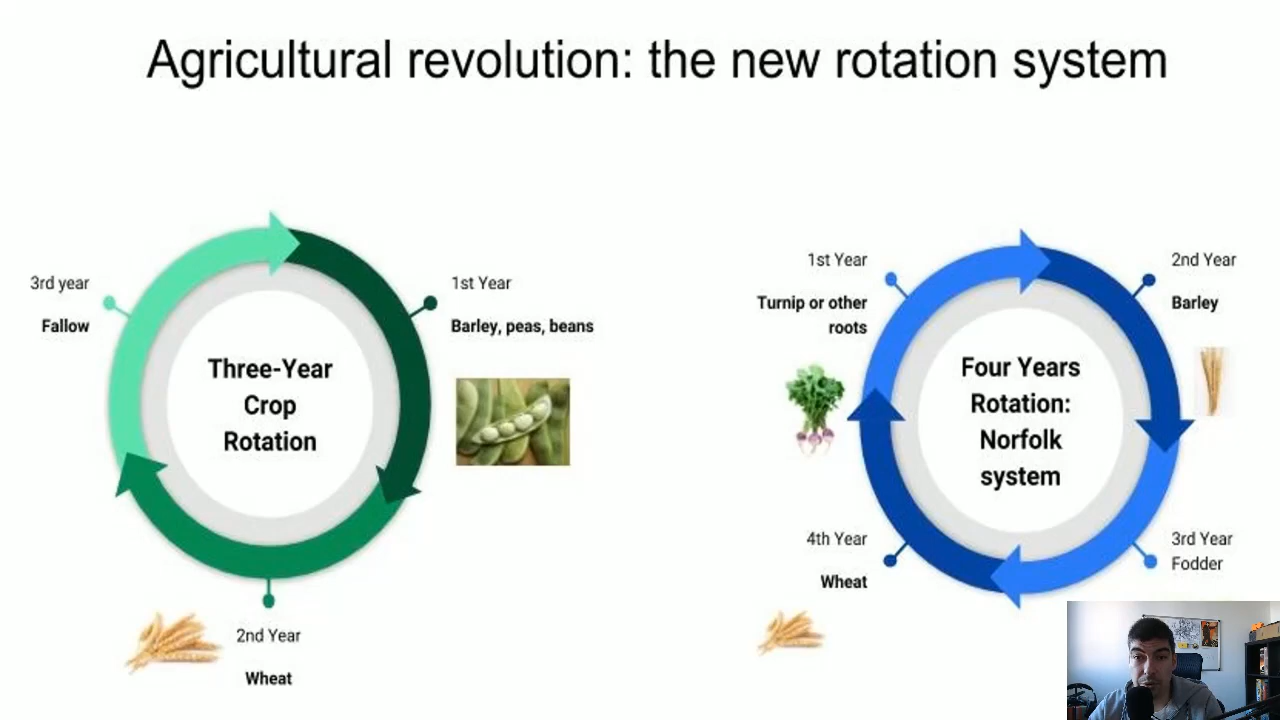 Agricultural revolution: the new rotation system
3rd year
Fallow
1st Year
Barley, peas, beans
Three-Year
Crop
Rotation
2nd Year
Wheat
1st Year
Turnip or other
roots
2nd Year
Barley
Four Years
Rotation:
Norfolk
system
4th Year
Wheat
3rd Year
Fodder